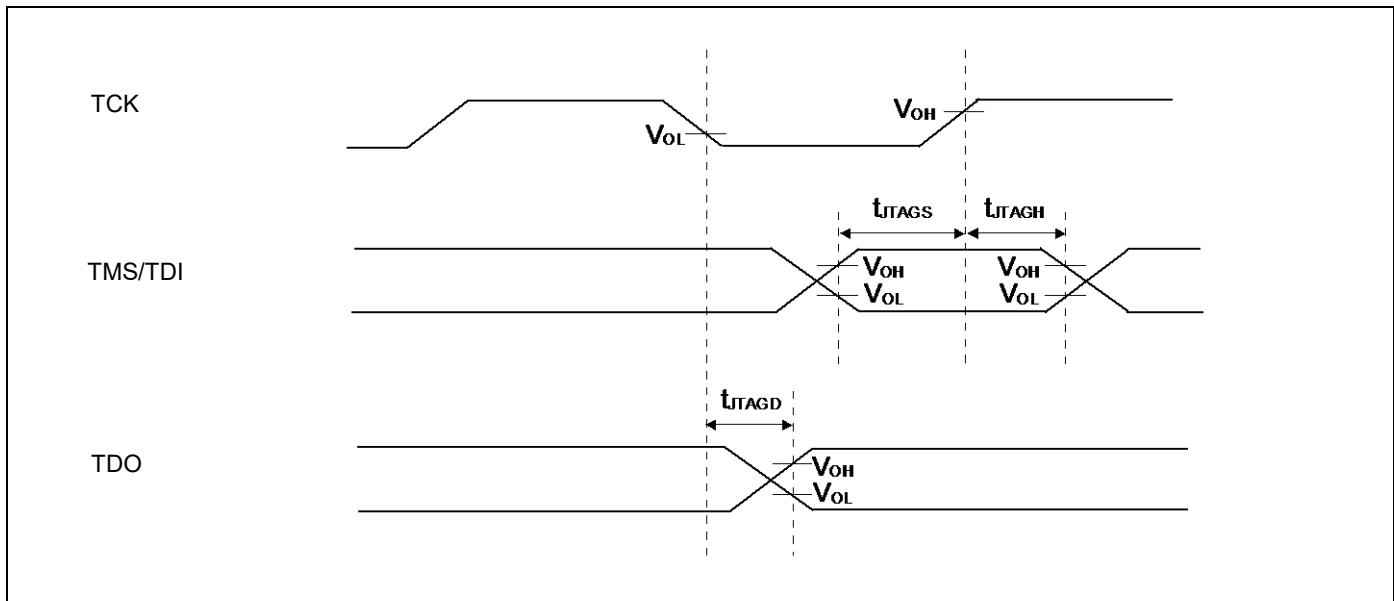 TCK
VOL
VOH
tJTAGS
tJTAGH
TMS/TDI
VOH
VOL
VOH
VOL
tJTAGD
TDO
VOH
VOL